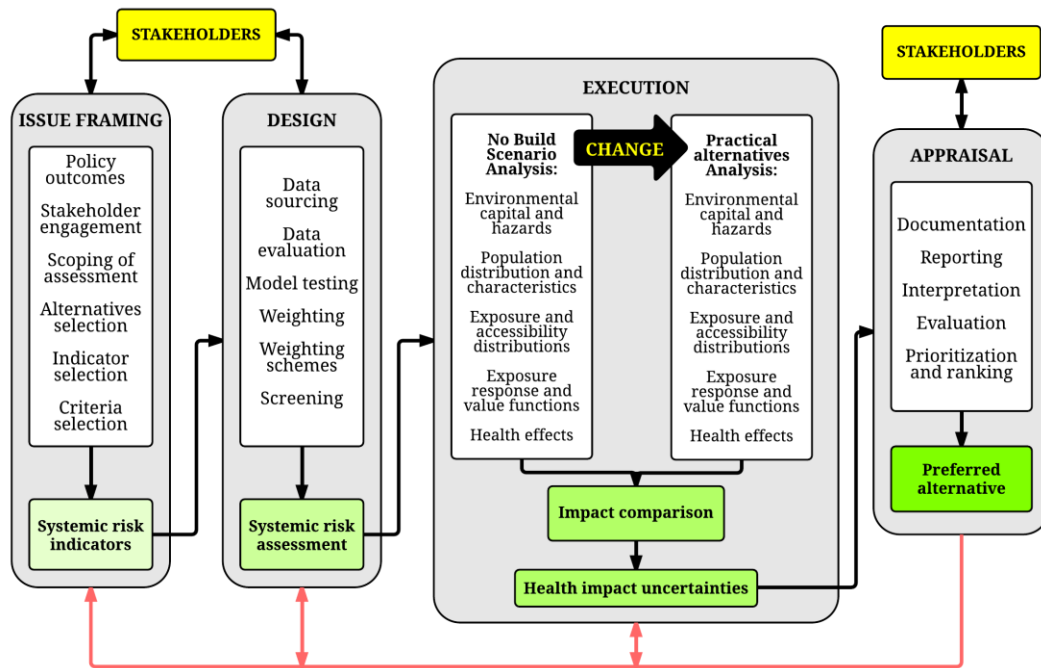 STAKEHOLDERS
ISSUE FRAMING
Policy
outcomes
Stakeholder
engagement
Scoping of
assessment
Alternatives
selection
Indicator
selection
Criteria
selection
Systemic risk
indicators
DESIGN
Data
sourcing
Data
evaluation
Model testing
Weighting
Weighting
schemes
Screening
Systemic risk
assessment
EXECUTION
No Build
Scenario
Analysis:
Environmental
capital and
hazards
Population
distribution and
characteristics
Exposure and
accessibility
distributions
Exposure
response and
value functions
Health effects
CHANGE
Practical
alternatives
Analysis:
Environmental
capital and
hazards
Population
distribution and
characteristics
Exposure and
accessibility
distributions
Exposure
response and
value functions
Health effects
Impact comparison
Health impact uncertainties
STAKEHOLDERS
APPRAISAL
Documentation
Reporting
Interpretation
Evaluation
Prioritization
and ranking
Preferred
alternative